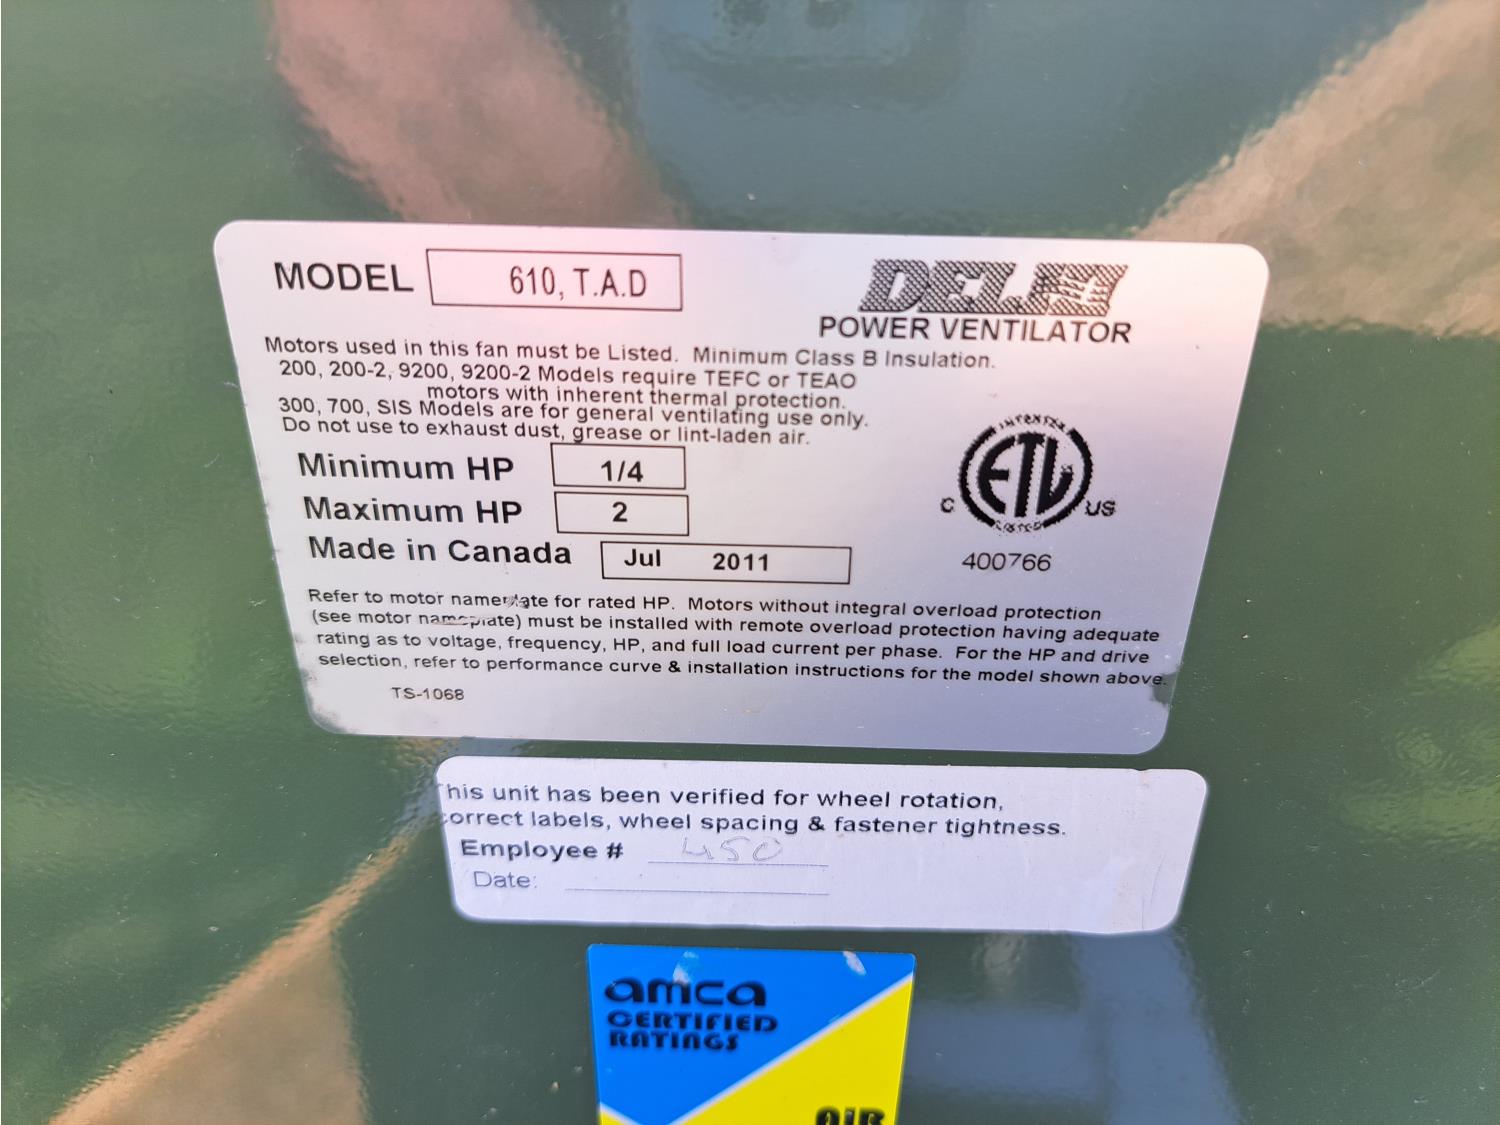 MODEL 610, T.A.D
DELHI
POWER VENTILATOR
Motors used in this fan must be Listed. Minimum Class B Insulation.
200, 200-2, 9200, 9200-2 Models require TEFC or TEAO
motors with inherent thermal protection.
300, 700, SIS Models are for general ventilating use only.
Do not use to exhaust dust, grease or lint-laden air.
Minimum HP 1/4
Maximum HP 2
Made in Canada Jul 2011
INTERTEK
ETL
LISTED
C US
400766
Refer to motor nameplate for rated HP. Motors without integral overload protection
(see motor nameplate) must be installed with remote overload protection having adequate
rating as to voltage, frequency, HP, and full load current per phase. For the HP and drive
selection, refer to performance curve & installation instructions for the model shown above.
TS-1068
his unit has been verified for wheel rotation,
orrect labels, wheel spacing & fastener tightness.
Employee # 450
Date:
amca
CERTIFIED
RATINGS
AIR